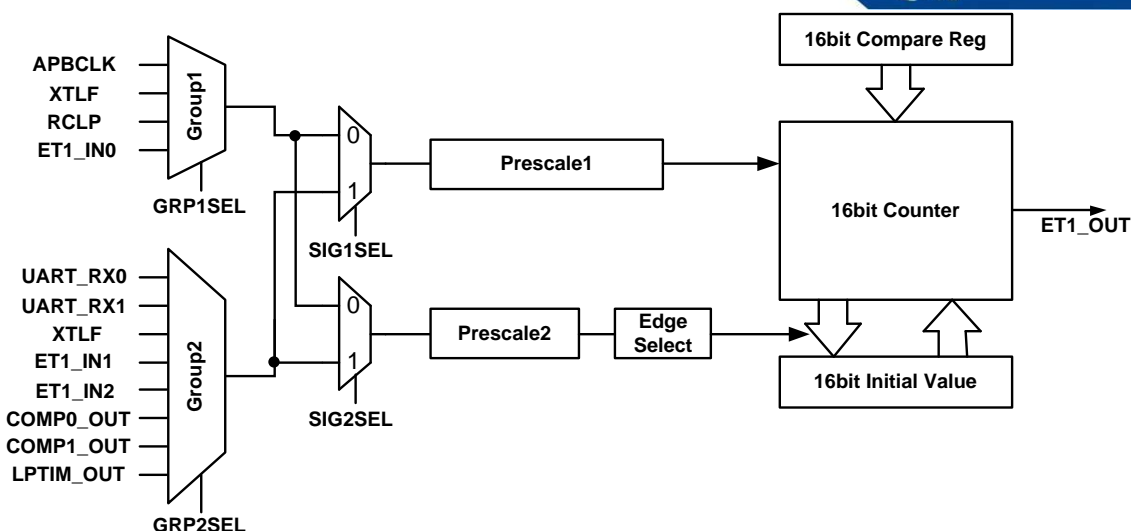 16bit Compare Reg
APBCLK
XTLF
RCLP
ET1_IN0
Group1
GRP1SEL
0
1
SIG1SEL
Prescale1
16bit Counter
ET1_OUT
UART_RX0
UART_RX1
XTLF
ET1_IN1
ET1_IN2
COMP0_OUT
COMP1_OUT
LPTIM_OUT
Group2
GRP2SEL
0
1
SIG2SEL
Prescale2
Edge
Select
16bit Initial Value